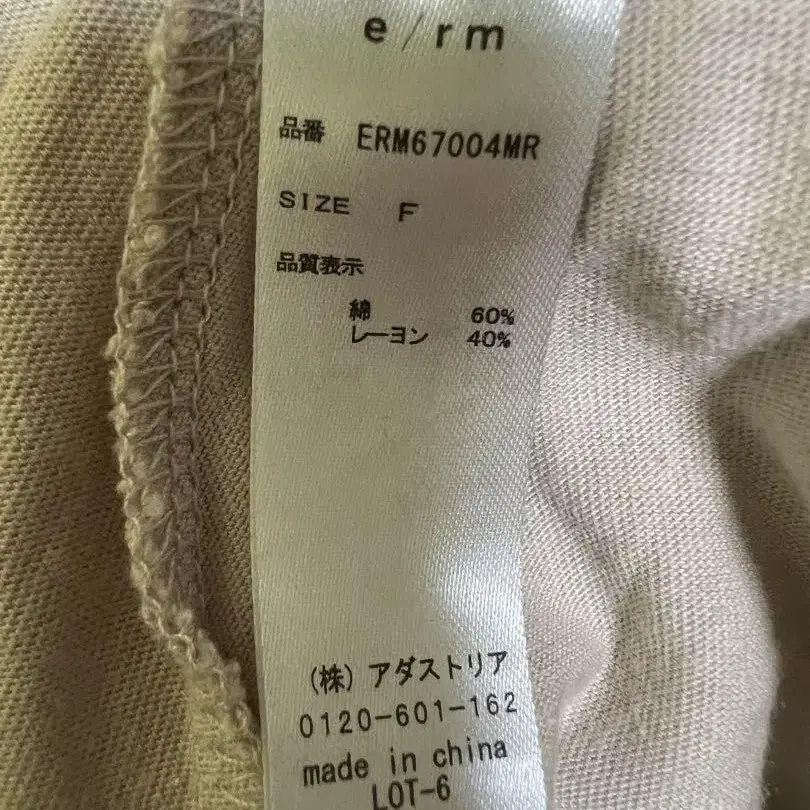 e/rm
品番 ERM67004MR
SIZE F
品質表示
綿 60%
レーヨン 40%
(株)アダストリア
0120-601-162
made in china
LOT-6